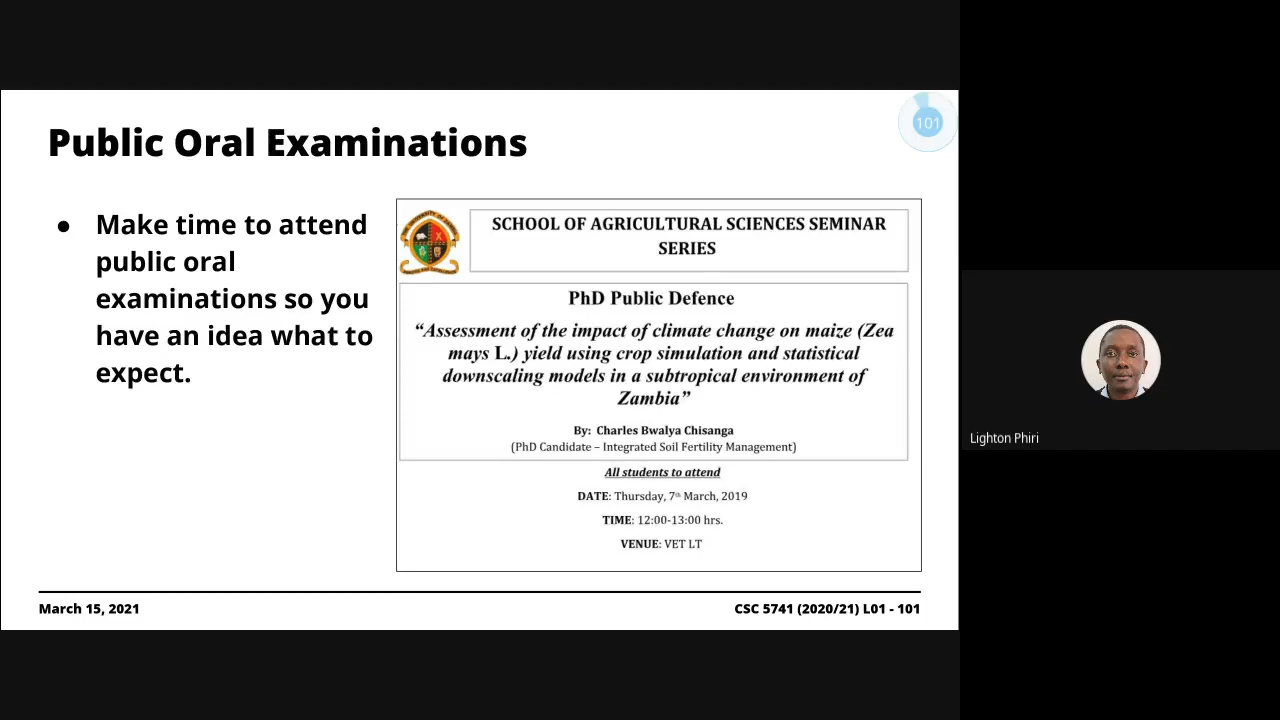 Public Oral Examinations
101
● Make time to attend
public oral
examinations so you
have an idea what to
expect.
SCHOOL OF AGRICULTURAL SCIENCES SEMINAR
SERIES
PhD Public Defence
“Assessment of the impact of climate change on maize (Zea
mays L.) yield using crop simulation and statistical
downscaling models in a subtropical environment of
Zambia”
By: Charles Bwalya Chisanga
(PhD Candidate – Integrated Soil Fertility Management)
All students to attend
DATE: Thursday, 7th March, 2019
TIME: 12:00-13:00 hrs.
VENUE: VET LT
March 15, 2021
CSC 5741 (2020/21) L01 - 101
Lighton Phiri